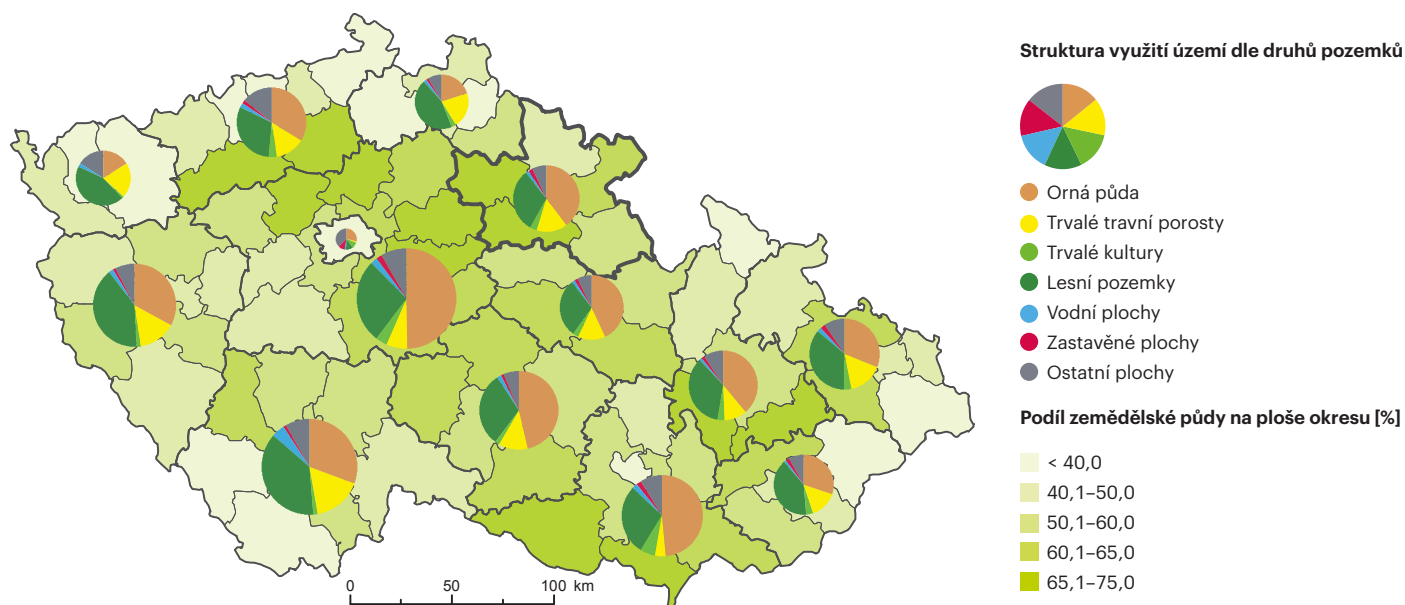 Struktura využití území dle druhů pozemků
Orná půda
Trvalé travní porosty
Trvalé kultury
Lesní pozemky
Vodní plochy
Zastavěné plochy
Ostatní plochy
Podíl zemědělské půdy na ploše okresu [%]
< 40,0
40,1–50,0
50,1–60,0
60,1–65,0
65,1–75,0
0 50 100 km